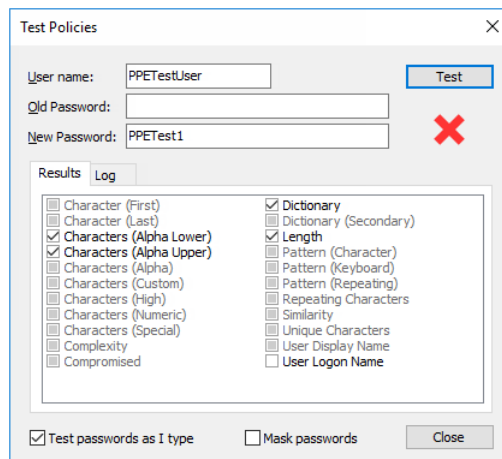 Test Policies
User name: PPETestUser Test
Old Password:
New Password: PPETest1
Results Log
Character (First) Dictionary
Character (Last) Dictionary (Secondary)
Characters (Alpha Lower) Length
Characters (Alpha Upper) Pattern (Character)
Characters (Alpha) Pattern (Keyboard)
Characters (Custom) Pattern (Repeating)
Characters (High) Repeating Characters
Characters (Numeric) Similarity
Characters (Special) Unique Characters
Complexity User Display Name
Compromised User Logon Name
Test passwords as I type Mask passwords Close